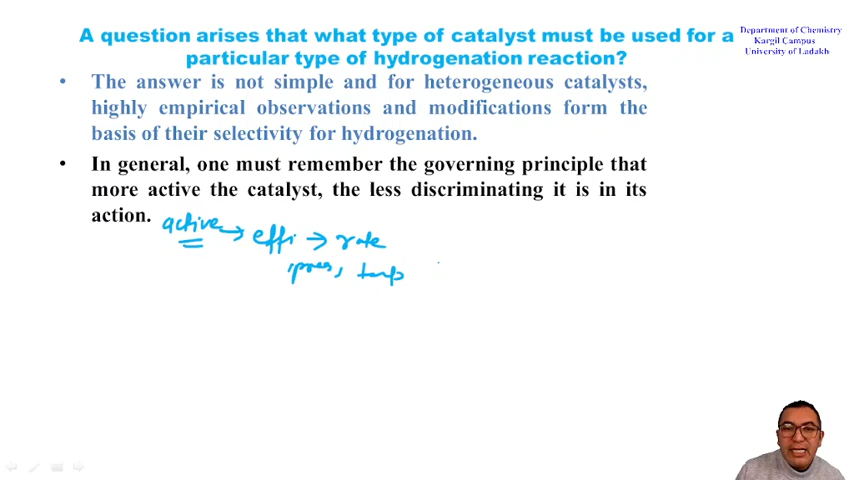 A question arises that what type of catalyst must be used for a
particular type of hydrogenation reaction?
Department of Chemistry
Kargil Campus
University of Ladakh
• The answer is not simple and for heterogeneous catalysts,
highly empirical observations and modifications form the
basis of their selectivity for hydrogenation.
• In general, one must remember the governing principle that
more active the catalyst, the less discriminating it is in its
action.
active → effi → rate
pres, temp